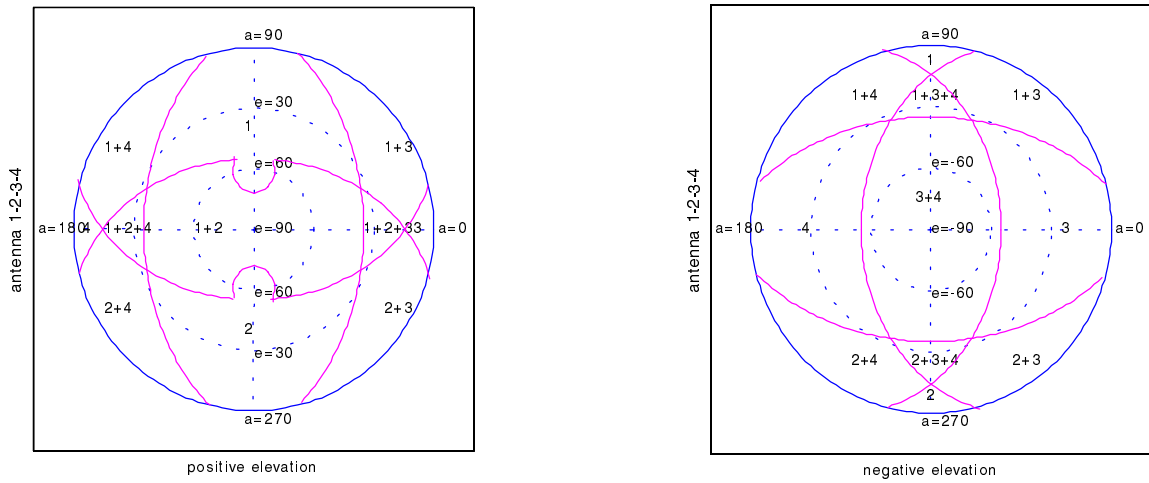 a=90
e=30
1
1+4
1+3
e=60
antenna 1-2-3-4
a=180
4
1+2+4
1+2
e=-90
1+2+3
3
a=0
e=60
2+4
2+3
2
e=30
a=270
positive elevation
a=90
1
1+4
1+3+4
1+3
e=-60
3+4
antenna 1-2-3-4
a=180
4
e=-90
3
a=0
e=-60
2+4
2+3+4
2+3
2
a=270
negative elevation